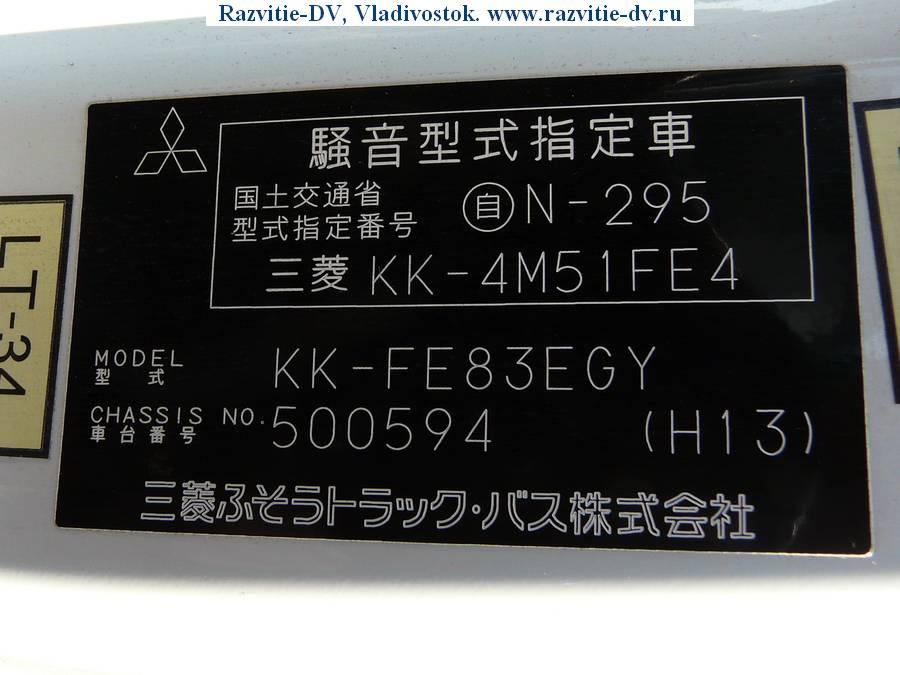 Razvitie-DV, Vladivostok. www.razvitie-dv.ru
騒音型式指定車
国土交通省
型式指定番号
自 N-295
三菱 KK-4M51FE4
MODEL
型式
KK-FE83EGY
CHASSIS NO.
車台番号
500594 (H13)
三菱ふそうトラック・バス株式会社
LT-34